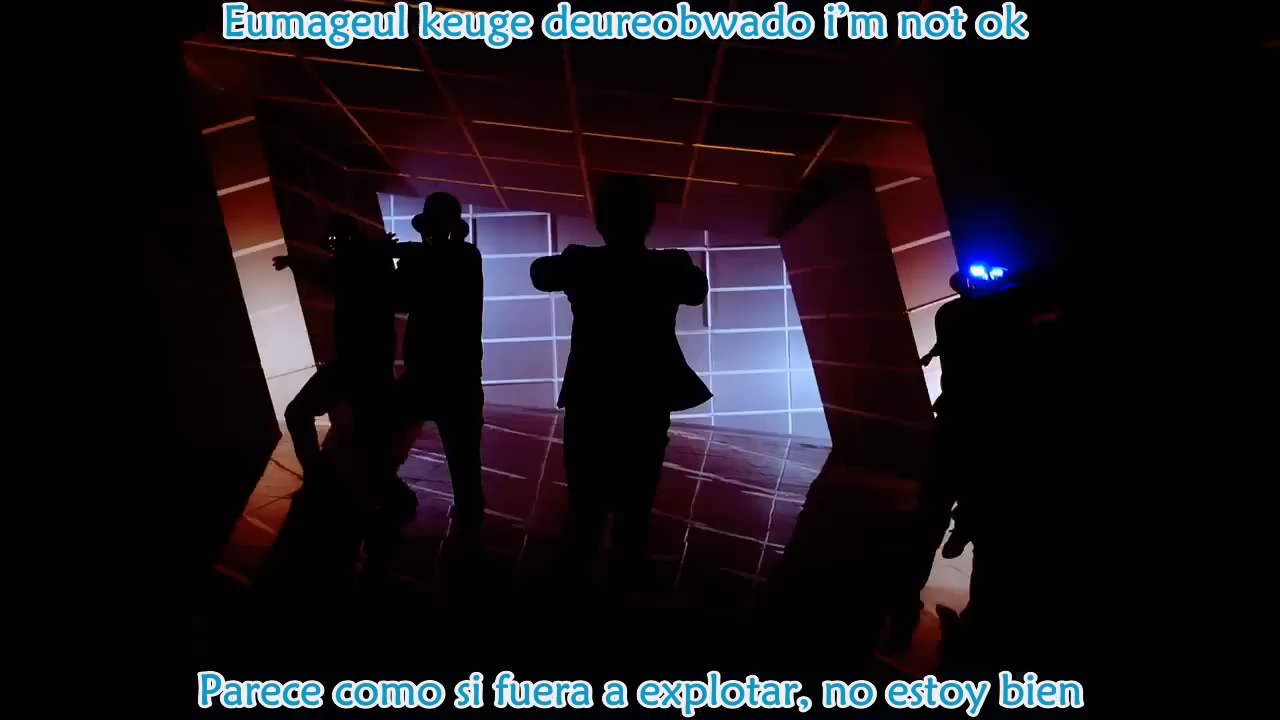 Eumageul keuge deureobwado i'm not ok
Parece como si fuera a explotar, no estoy bien